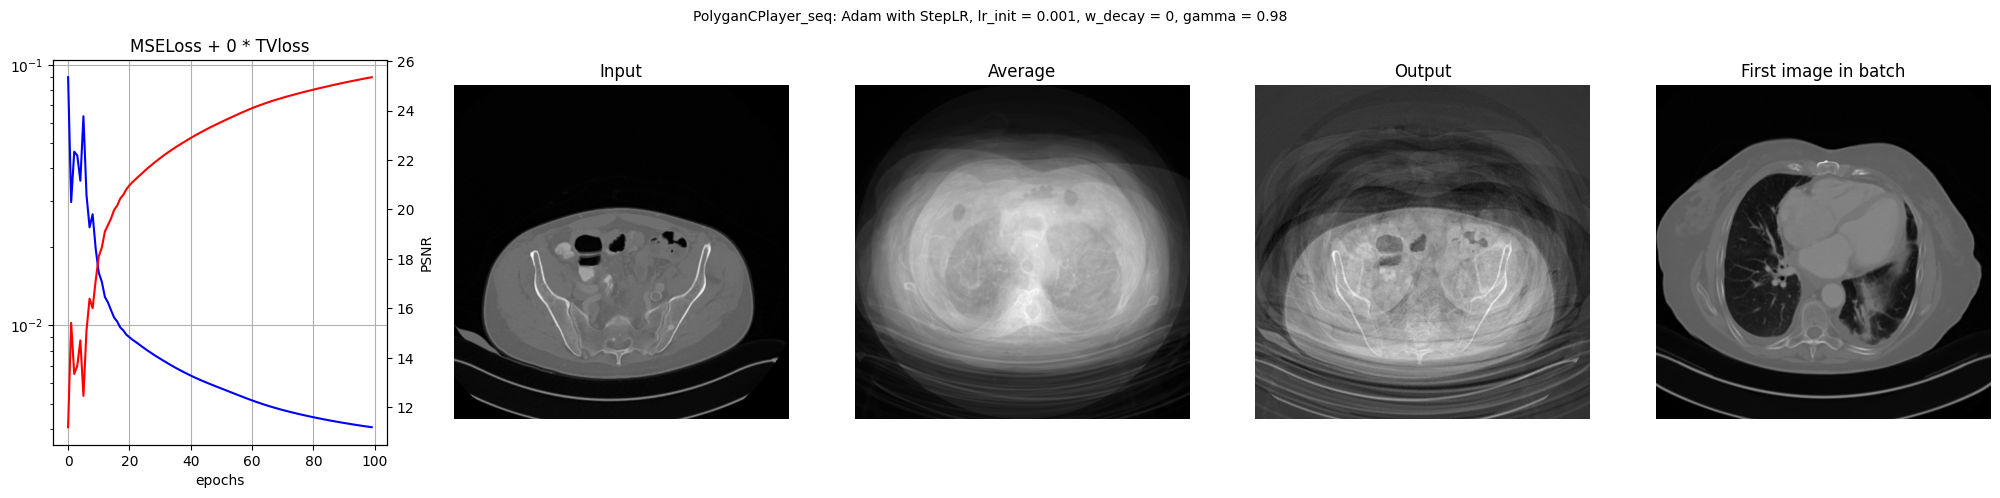 PolyganCPlayer_seq: Adam with StepLR, lr_init = 0.001, w_decay = 0, gamma = 0.98
MSELoss + 0 * TVloss
10^{-1}
10^{-2}
0 20 40 60 80 100
epochs
26
24
22
20
18
16
14
12
PSNR
Input
Average
Output
First image in batch